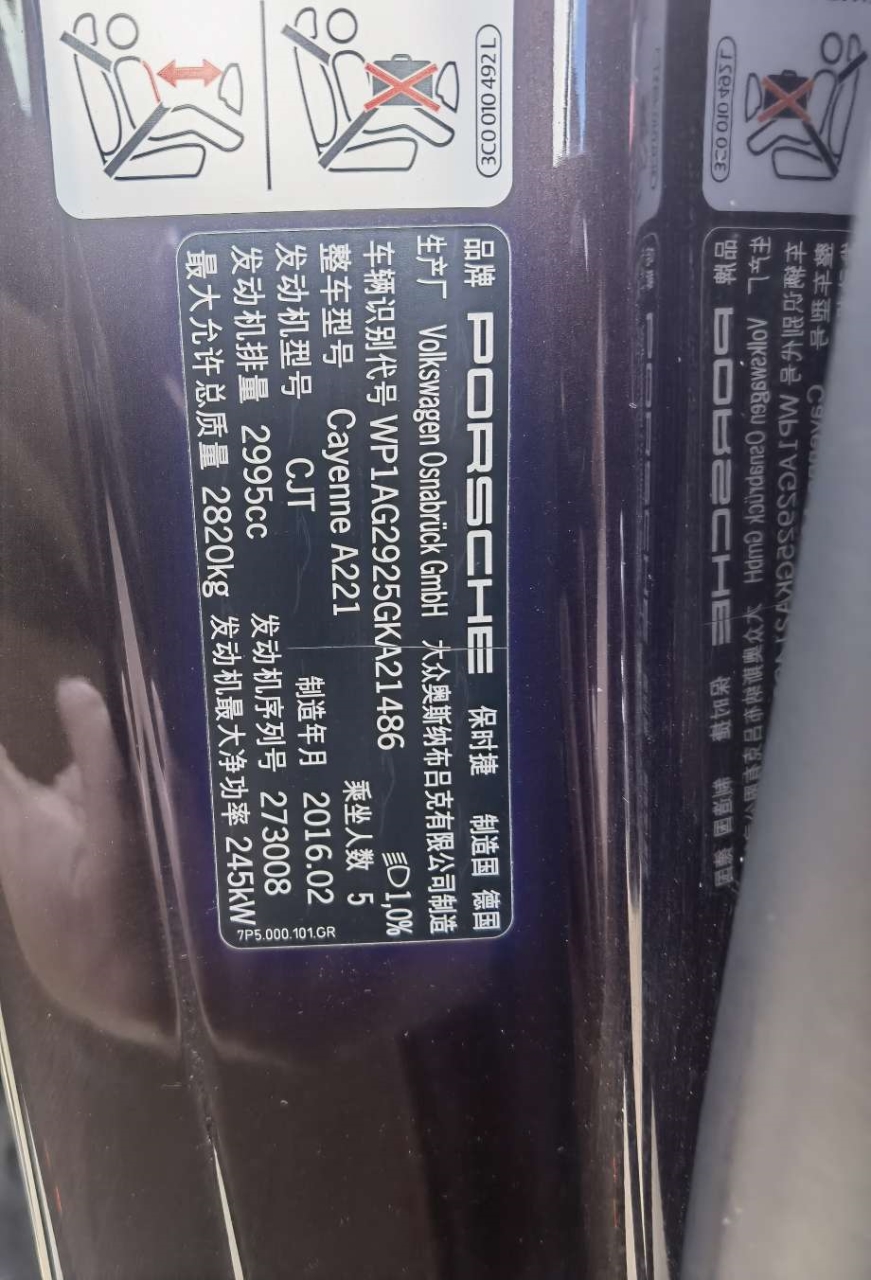 3C0 010 492L
品牌 PORSCHE 保时捷 制造国 德国
生产厂 Volkswagen Osnabrück GmbH 大众奥斯纳布吕克有限公司制造
车辆识别代号 WP1AG2925GKA21486 1,0%
整车型号 Cayenne A221 乘坐人数 5
发动机型号 CJT 制造年月 2016.02
发动机排量 2995cc 发动机序列号 273008
最大允许总质量 2820kg 发动机最大净功率 245kW
7P5.000.101.GR